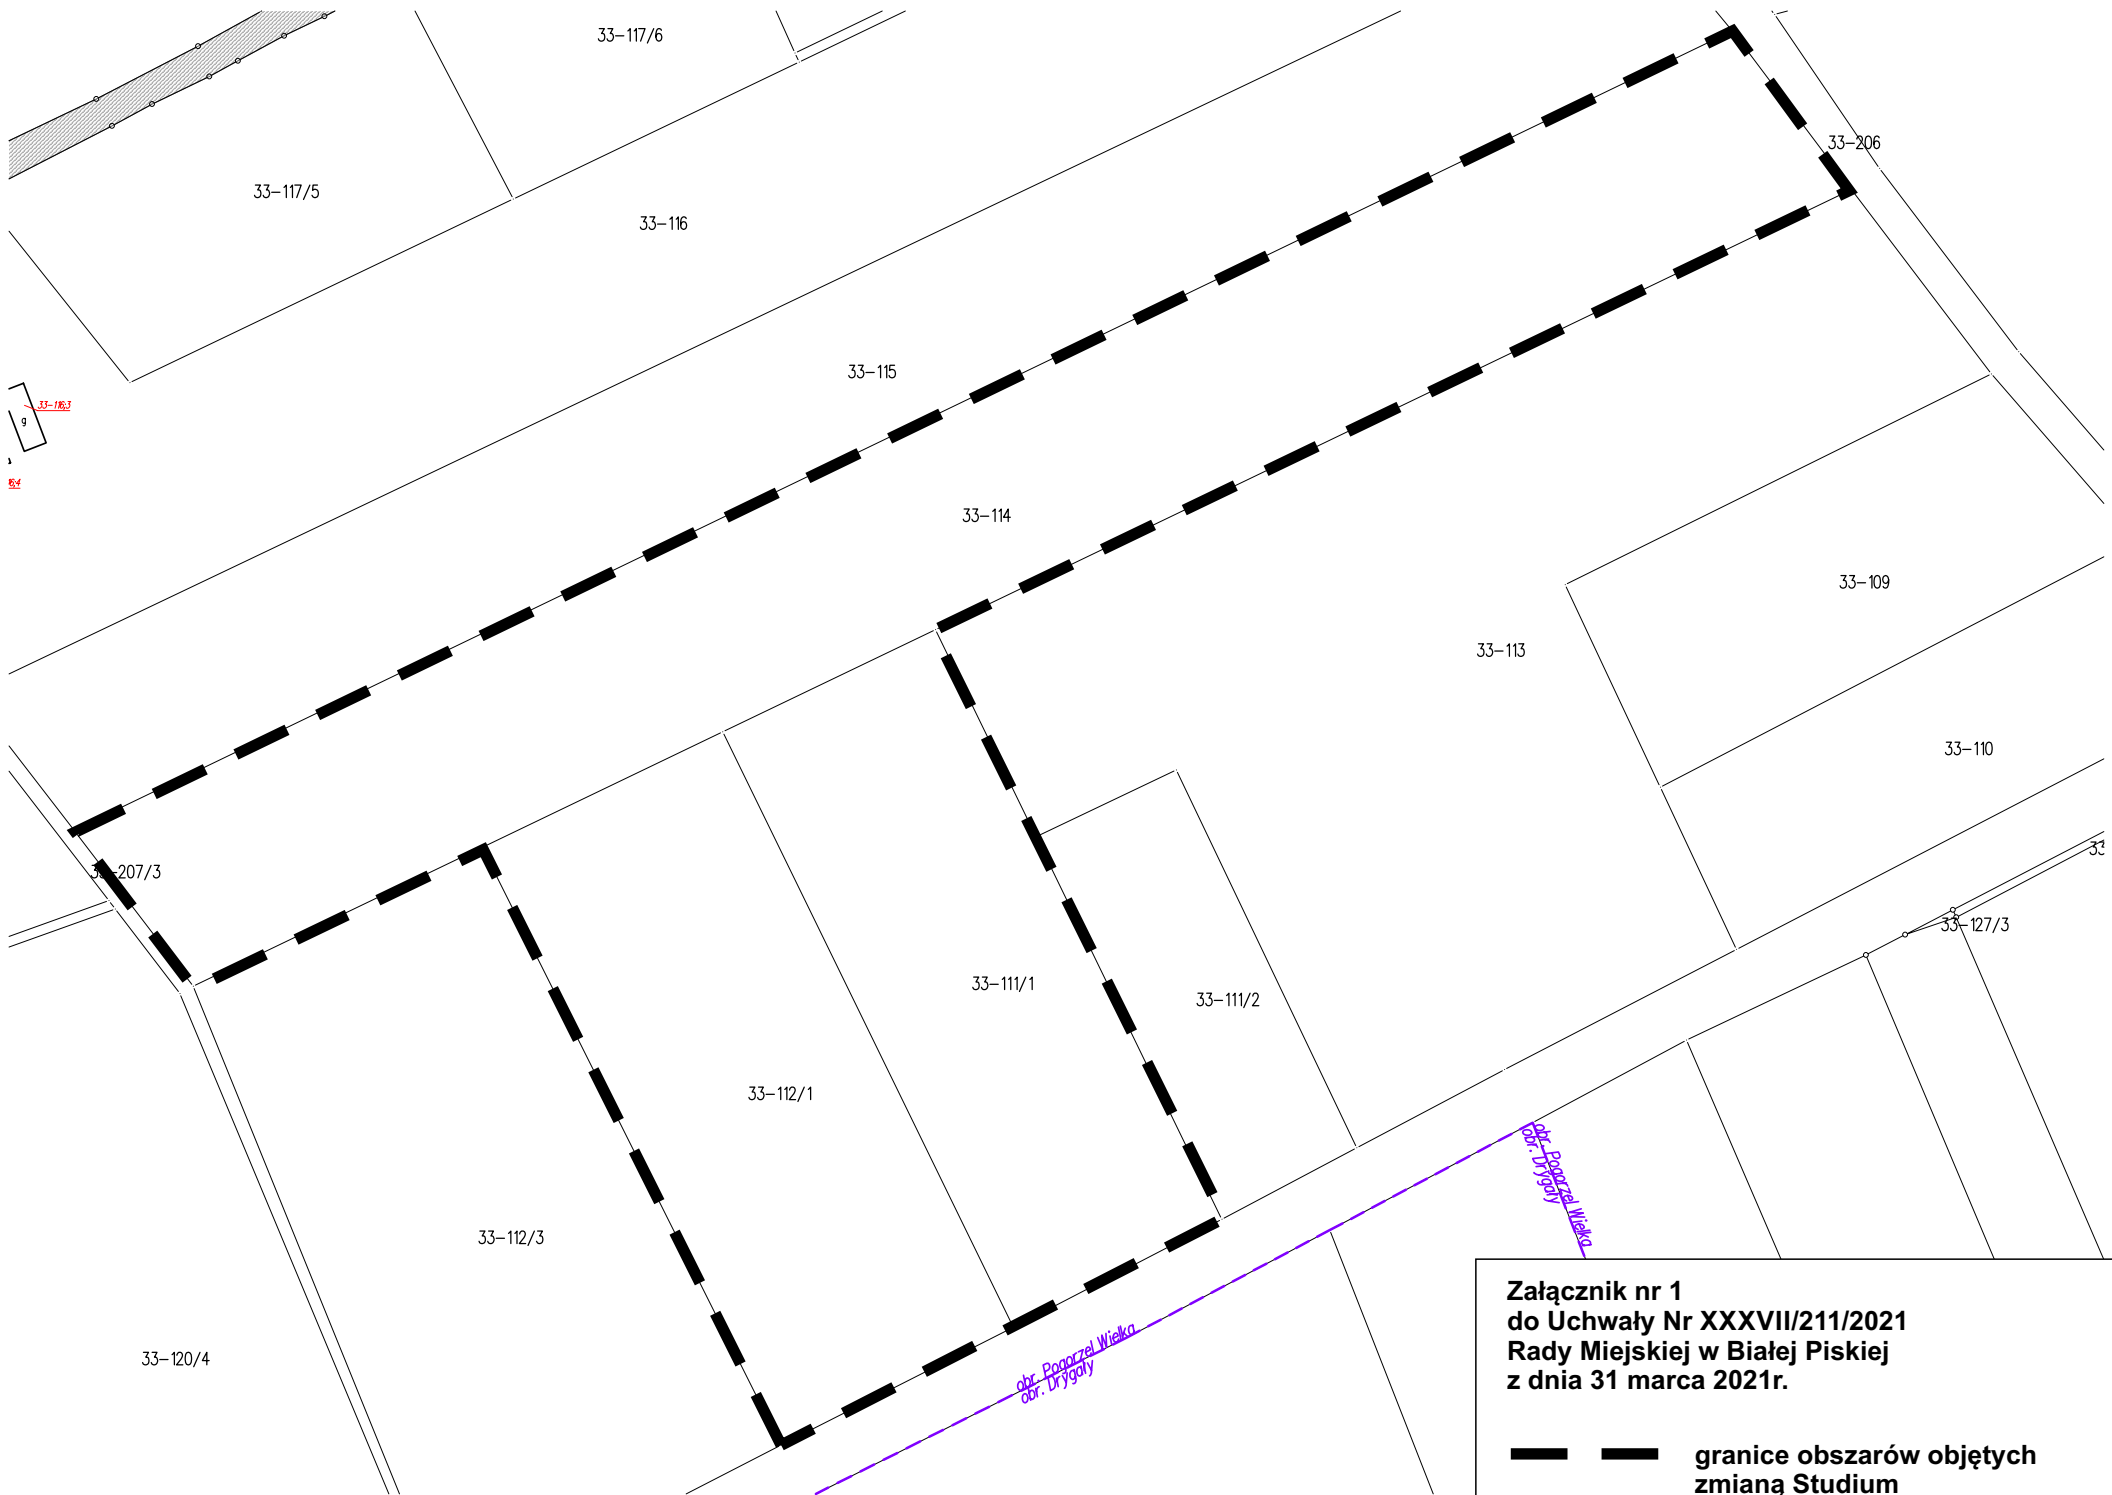 33-117/6
33-206
33-117/5
33-116
33-115
33-116;3
g
33-114
33-109
33-113
33-110
33-207/3
33-127/3
33-111/1
33-111/2
33-112/1
obr. Pogorzel Wielka
obr. Drygały
33-112/3
33-120/4
obr. Pogorzel Wielka
obr. Drygały
Załącznik nr 1
do Uchwały Nr XXXVII/211/2021
Rady Miejskiej w Białej Piskiej
z dnia 31 marca 2021r.
granice obszarów objętych
zmianą Studium